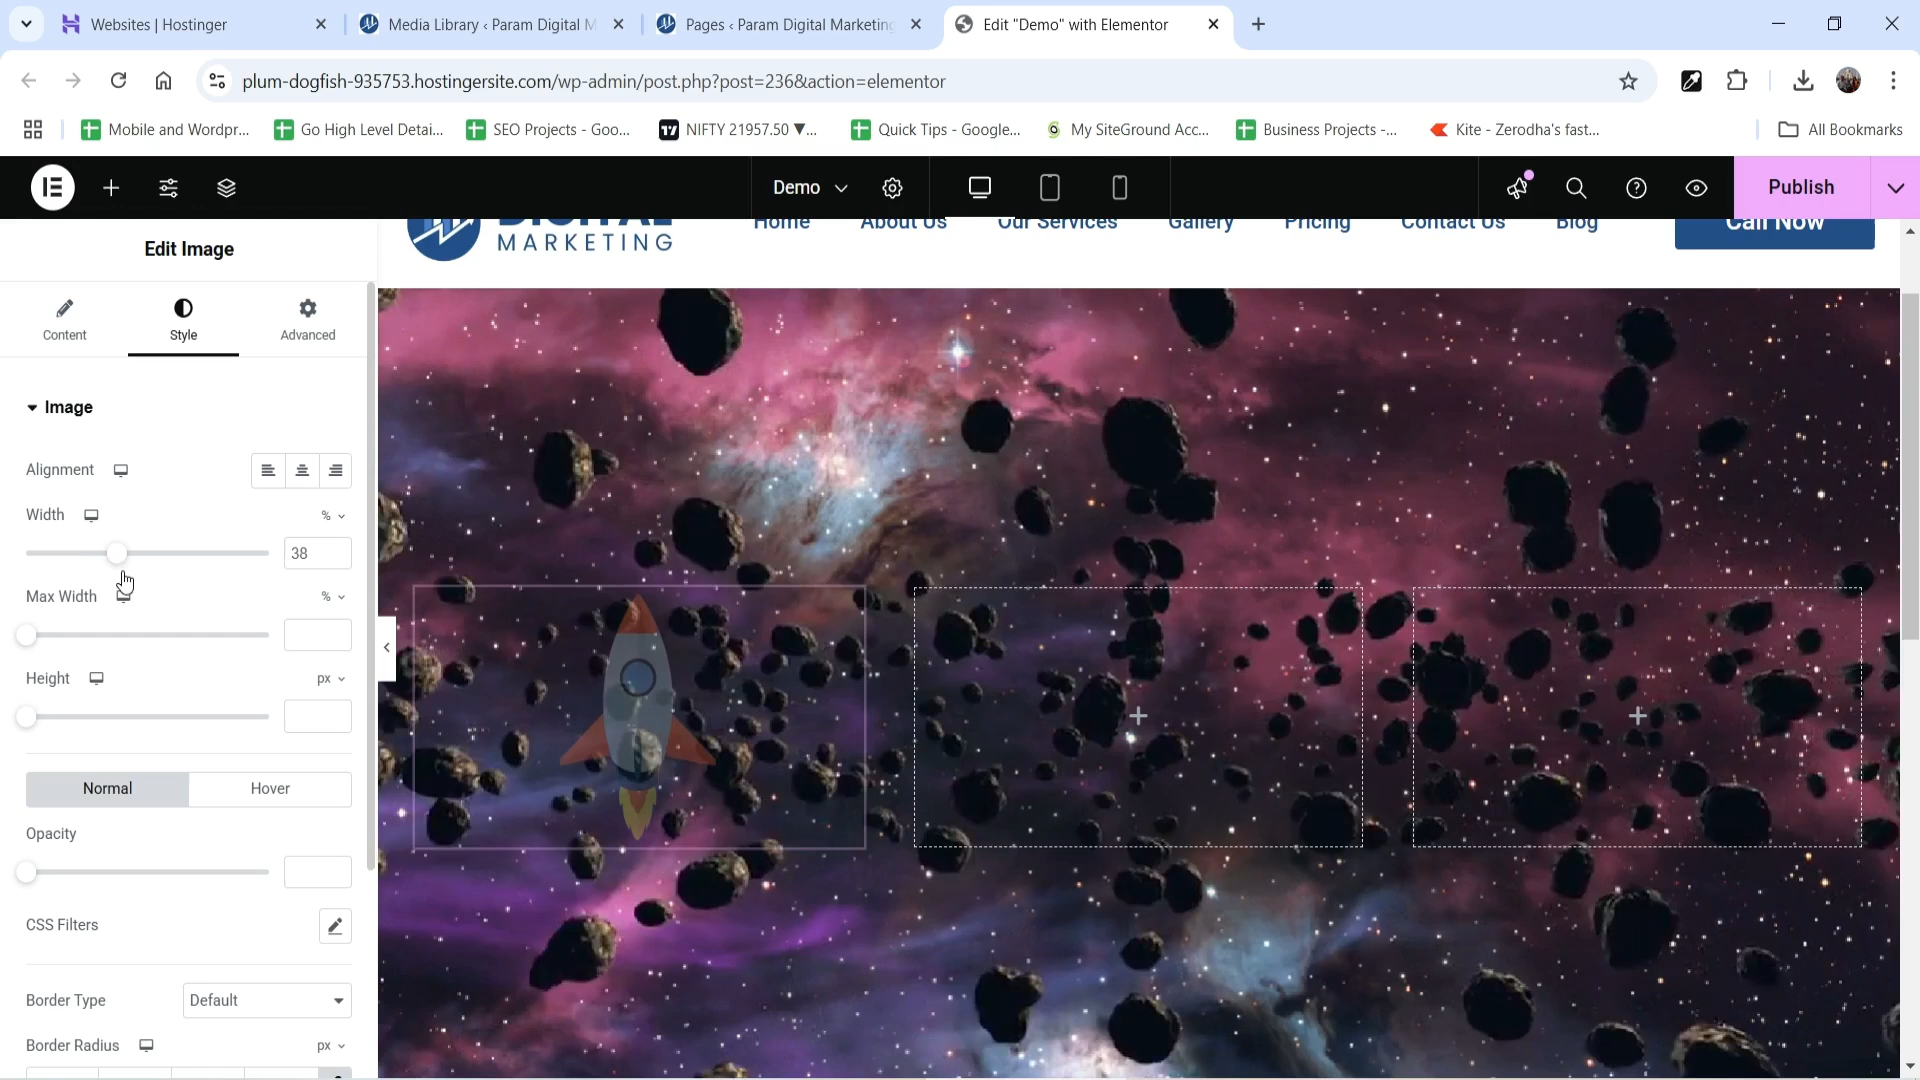 Websites | Hostinger
Media Library ‹ Param Digital M
Pages ‹ Param Digital Marketing
Edit "Demo" with Elementor
plum-dogfish-935753.hostingersite.com/wp-admin/post.php?post=236&action=elementor
Mobile and Wordpr...
Go High Level Detai...
SEO Projects - Goo...
NIFTY 21957.50 ▼...
Quick Tips - Google...
My SiteGround Acc...
Business Projects -...
Kite - Zerodha's fast...
All Bookmarks
Demo
Publish
Edit Image
Content
Style
Advanced
Image
Alignment
Width
%
38
Max Width
%
Height
px
Normal
Hover
Opacity
CSS Filters
Border Type
Default
Border Radius
px
DIGITAL
MARKETING
Home
About Us
Our Services
Gallery
Pricing
Contact Us
Blog
Call Now